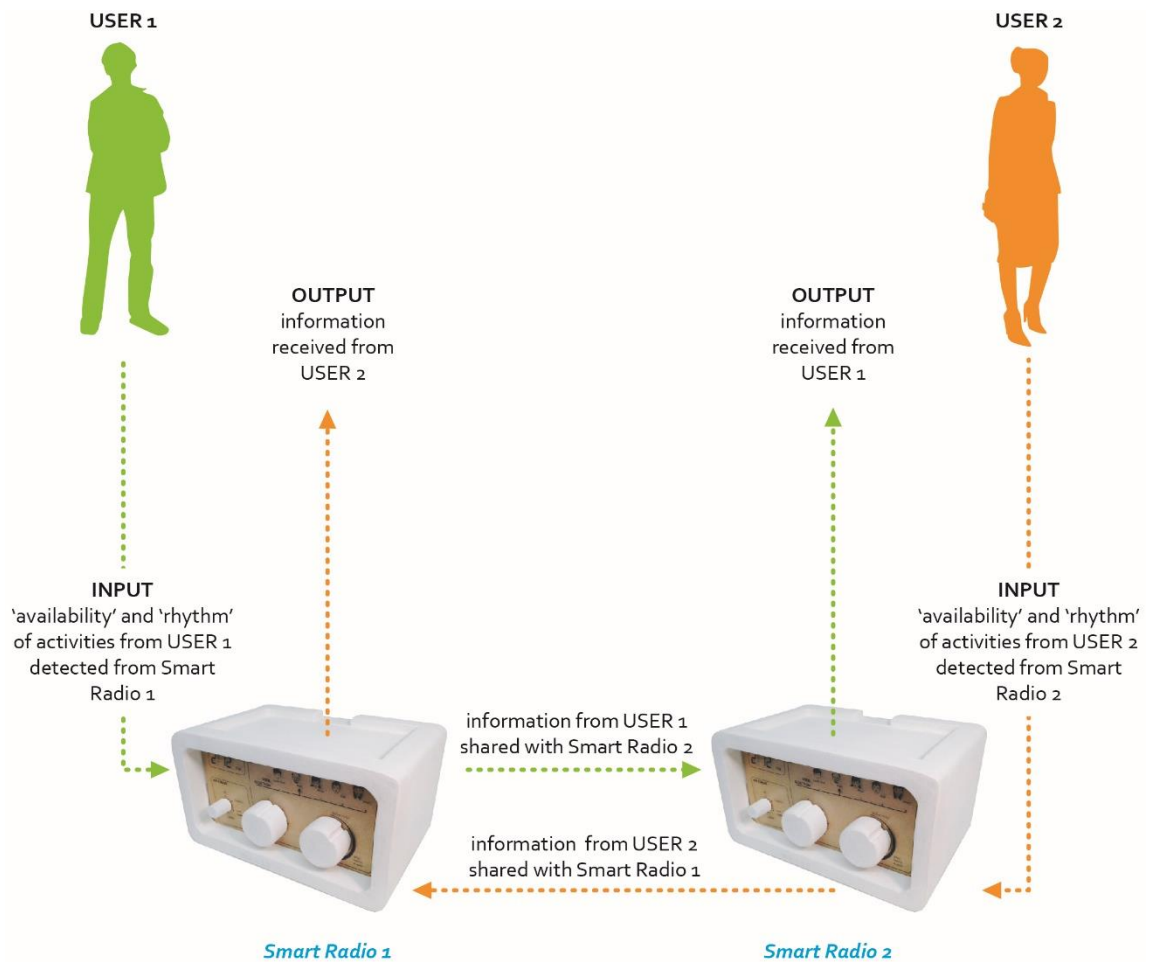 USER 1
USER 2
OUTPUT
information
received from
USER 2
OUTPUT
information
received from
USER 1
INPUT
‘availability’ and ‘rhythm’
of activities from USER 1
detected from Smart
Radio 1
INPUT
‘availability’ and ‘rhythm’
of activities from USER 2
detected from Smart
Radio 2
information from USER 1
shared with Smart Radio 2
information from USER 2
shared with Smart Radio 1
Smart Radio 1
Smart Radio 2